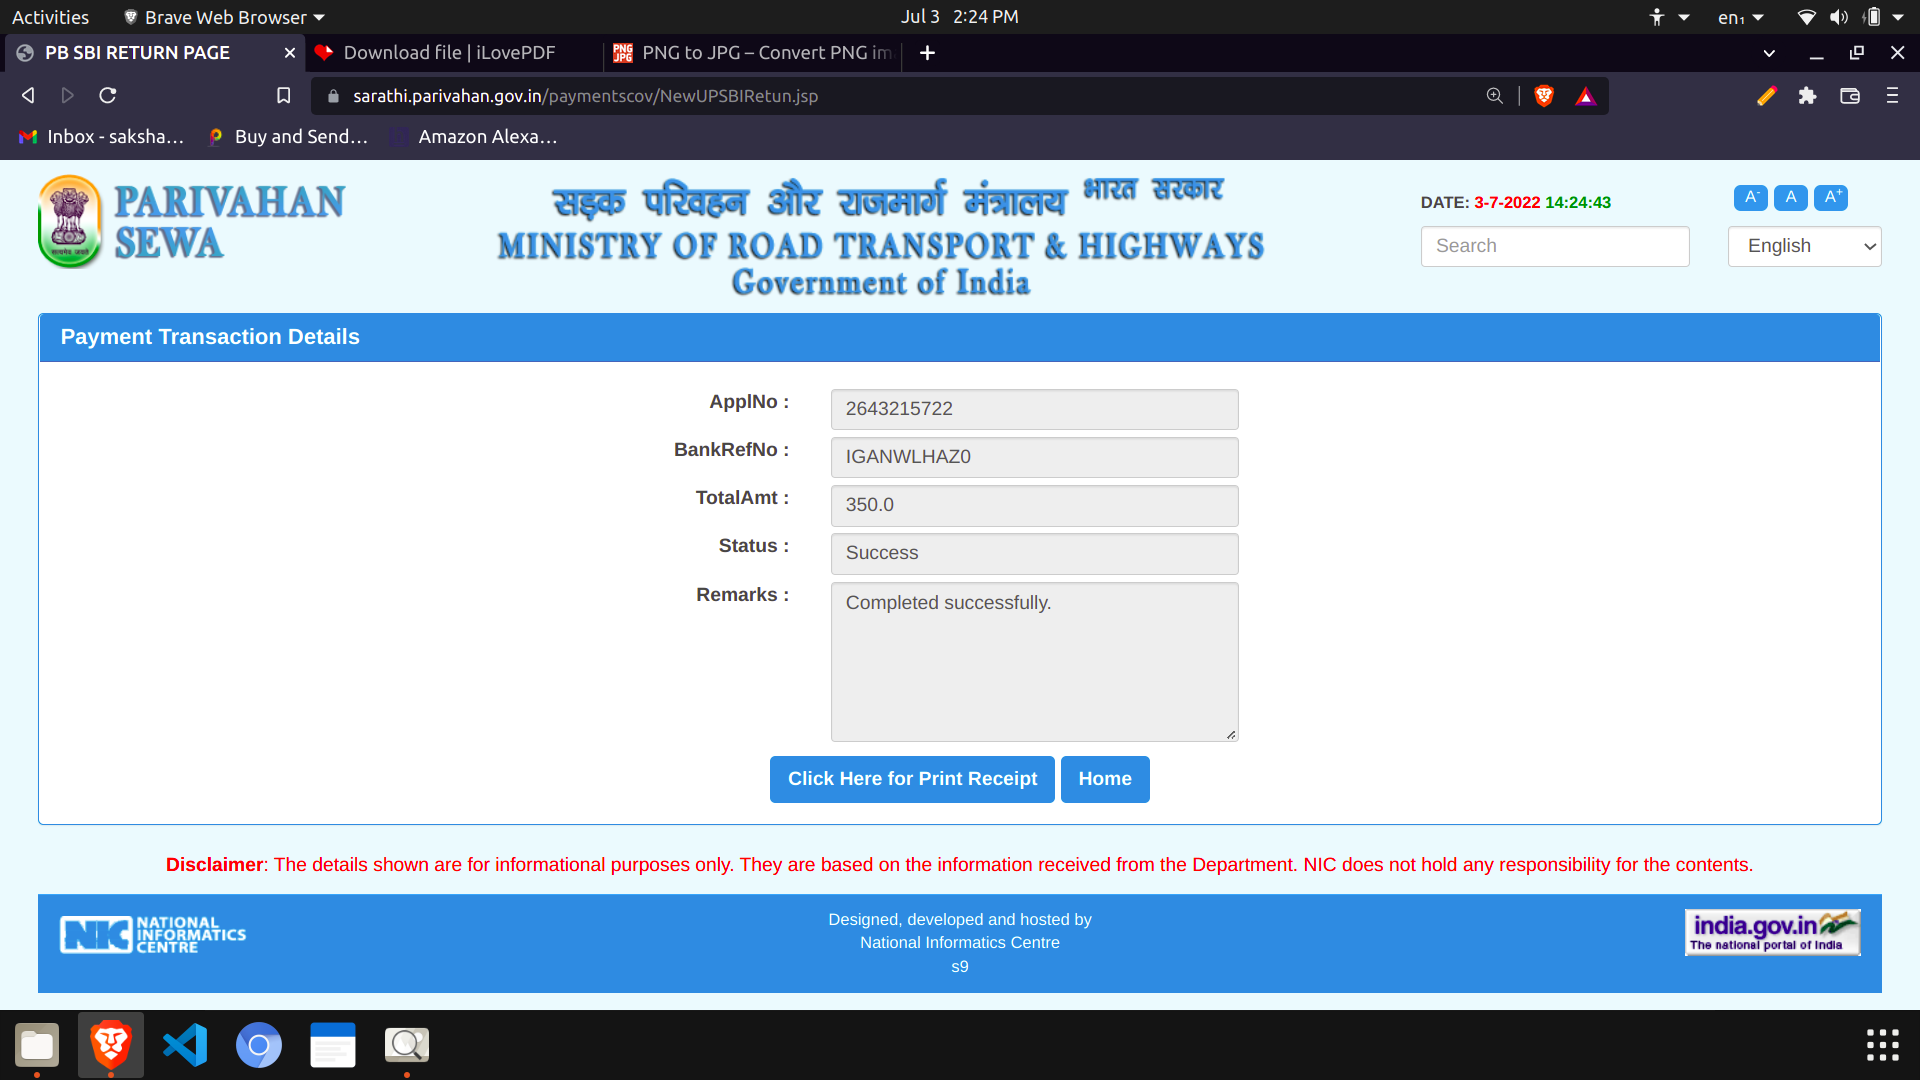 Activities
Brave Web Browser
Jul 3 2:24 PM
en₁
PB SBI RETURN PAGE
Download file | iLovePDF
PNG to JPG – Convert PNG im
sarathi.parivahan.gov.in/paymentscov/NewUPSBIRetun.jsp
Inbox - saksha...
Buy and Send...
Amazon Alexa...
PARIVAHAN
SEWA
सड़क परिवहन और राजमार्ग मंत्रालय भारत सरकार
MINISTRY OF ROAD TRANSPORT & HIGHWAYS
Government of India
DATE: 3-7-2022 14:24:43
A- A A+
Search
English
Payment Transaction Details
ApplNo : 2643215722
BankRefNo : IGANWLHAZ0
TotalAmt : 350.0
Status : Success
Remarks : Completed successfully.
Click Here for Print Receipt
Home
Disclaimer: The details shown are for informational purposes only. They are based on the information received from the Department. NIC does not hold any responsibility for the contents.
NIC NATIONAL
INFORMATICS
CENTRE
Designed, developed and hosted by
National Informatics Centre
s9
india.gov.in
The national portal of India